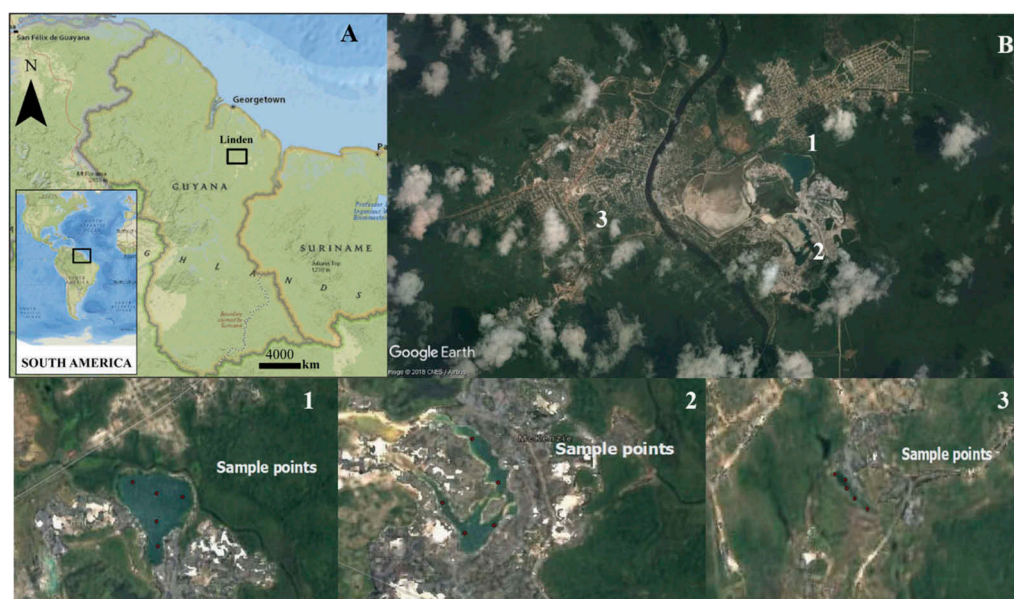 A
San Félix de Guayana
N
Georgetown
Linden
GUYANA
SURINAME
G H L A N D S
SOUTH AMERICA
4000
km
B
1
2
3
Google Earth
1
Sample points
2
Sample points
3
Sample points